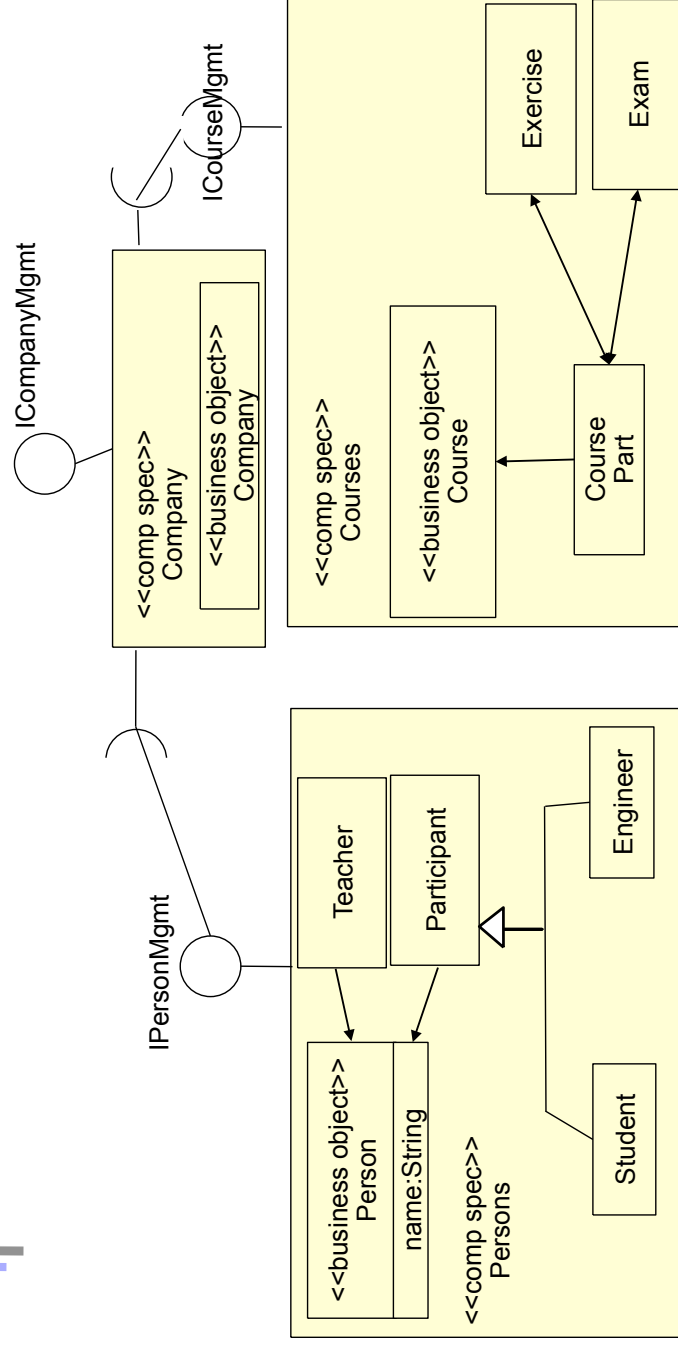 ICompanyMgmt
<<comp spec>>
Company
<<business object>>
Company
IPersonMgmt
ICourseMgmt
<<business object>>
Person
name:String
Teacher
Participant
<<comp spec>>
Persons
Student
Engineer
<<comp spec>>
Courses
<<business object>>
Course
Course
Part
Exercise
Exam